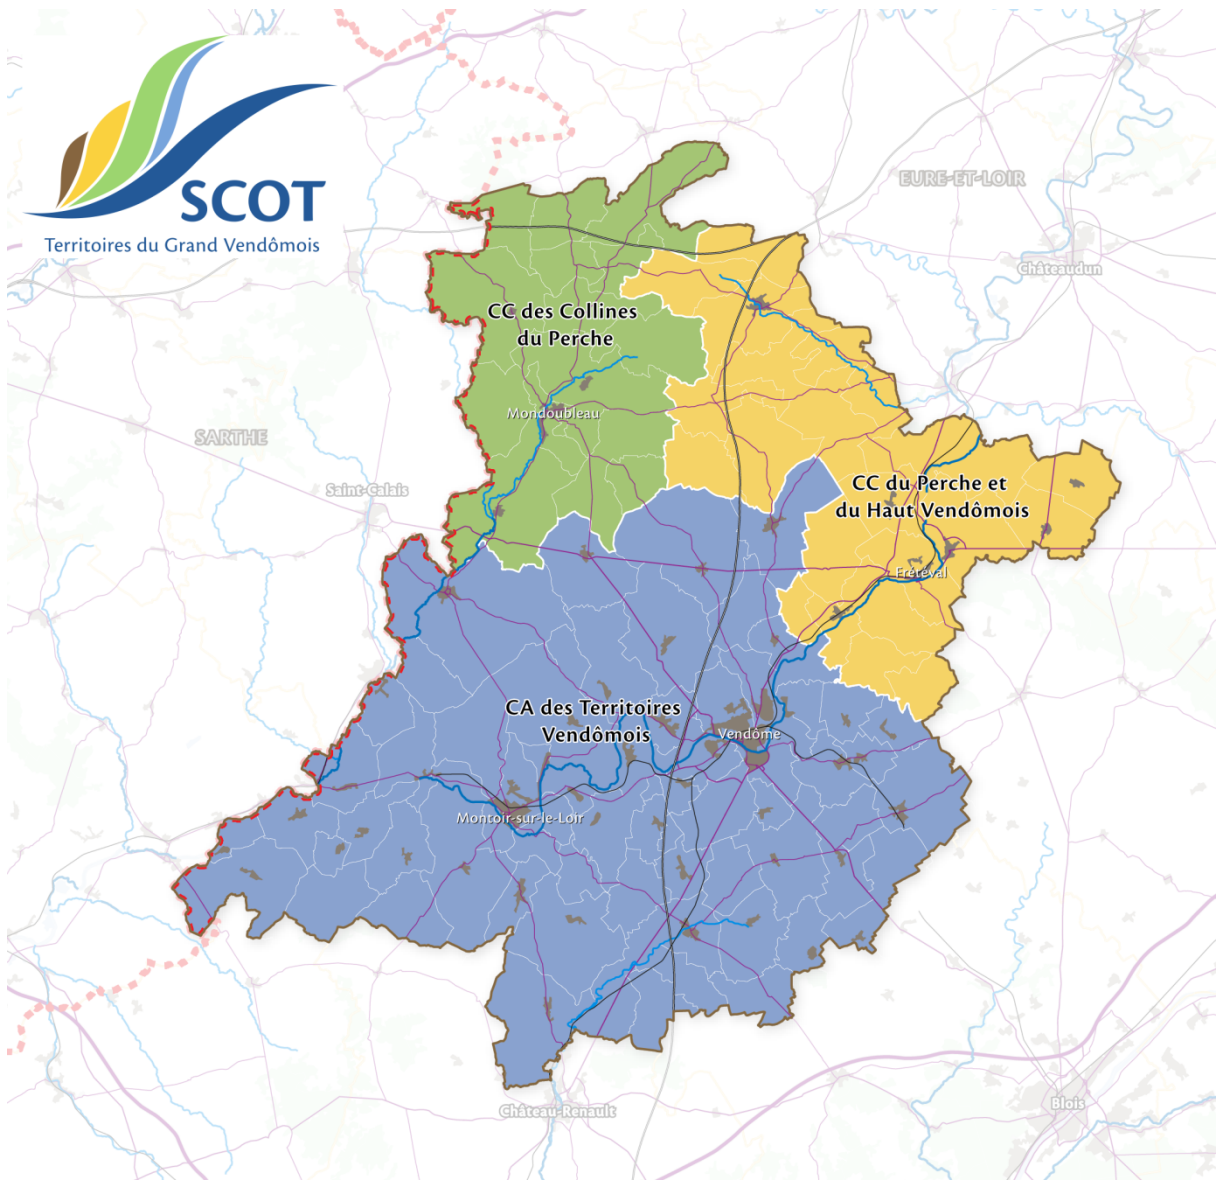 SCOT
Territoires du Grand Vendômois
EURE-ET-LOIR
Châteaudun
CC des Collines
du Perche
Mondoubleau
SARTHE
Saint-Calais
CC du Perche et
du Haut Vendômois
Fréteval
CA des Territoires
Vendômois
Vendôme
Montoir-sur-le-Loir
Château-Renault
Blois